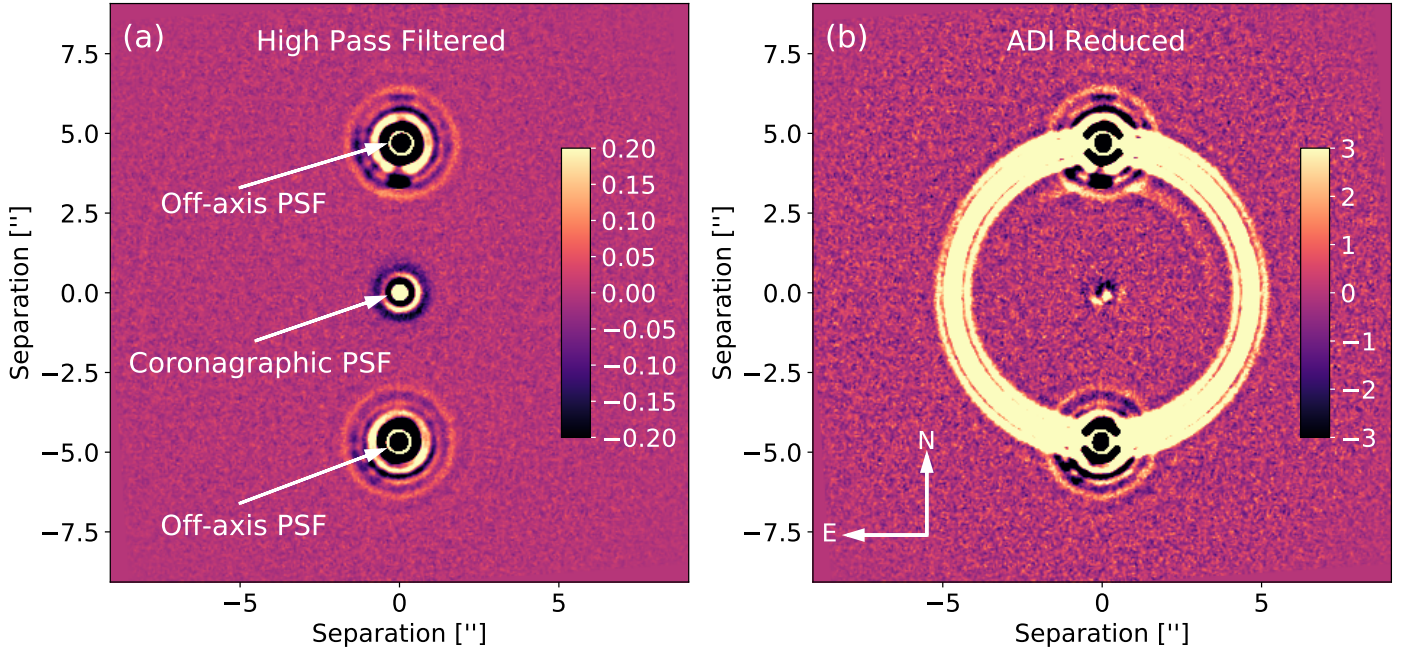 (a)
High Pass Filtered
Off-axis PSF
Coronagraphic PSF
Off-axis PSF
7.5
5.0
2.5
0.0
−2.5
−5.0
−7.5
Separation ['']
−5
0
5
Separation ['']
0.20
0.15
0.10
0.05
0.00
−0.05
−0.10
−0.15
−0.20
(b)
ADI Reduced
7.5
5.0
2.5
0.0
−2.5
−5.0
−7.5
Separation ['']
−5
0
5
Separation ['']
3
2
1
0
−1
−2
−3
N
E